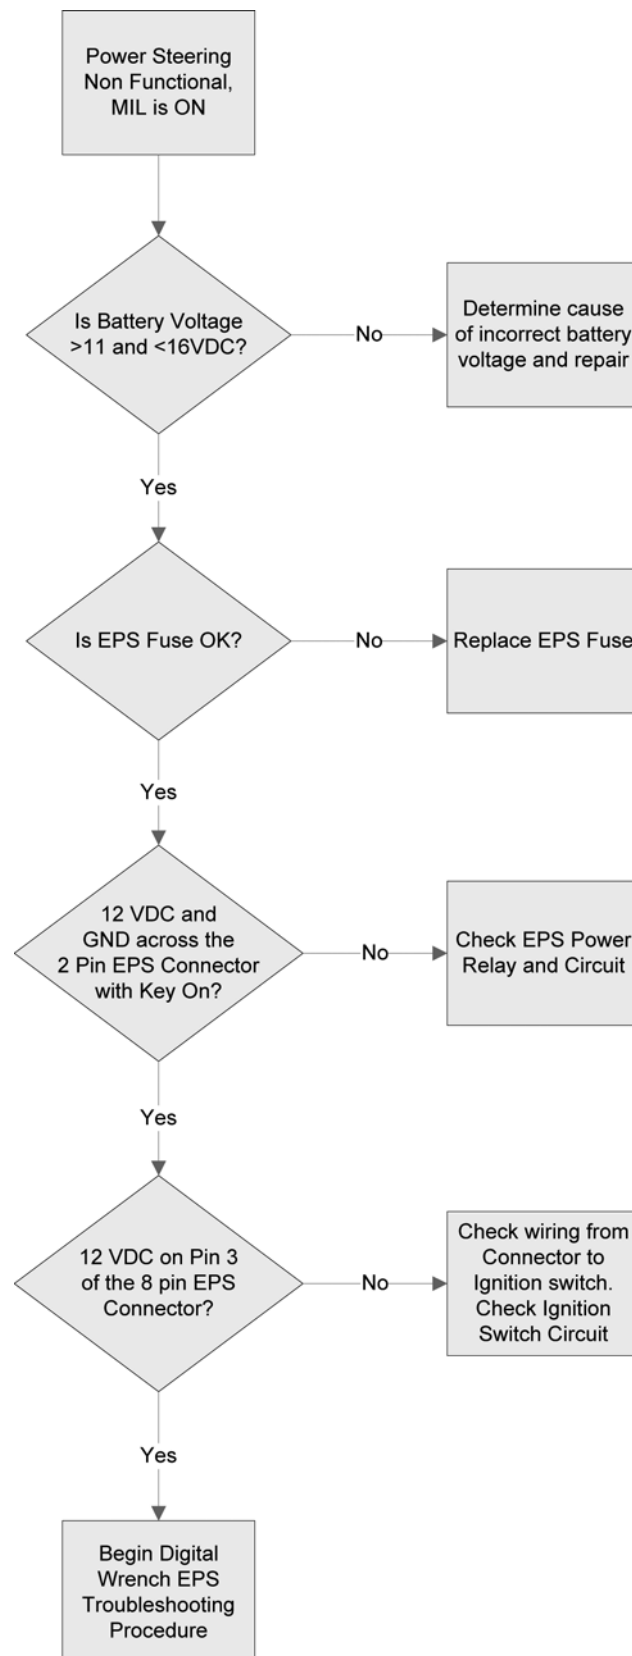 Power Steering
Non Functional,
MIL is ON
Is Battery Voltage
>11 and <16VDC?
No
Determine cause
of incorrect battery
voltage and repair
Yes
Is EPS Fuse OK?
No
Replace EPS Fuse
Yes
12 VDC and
GND across the
2 Pin EPS Connector
with Key On?
No
Check EPS Power
Relay and Circuit
Yes
12 VDC on Pin 3
of the 8 pin EPS
Connector?
No
Check wiring from
Connector to
Ignition switch.
Check Ignition
Switch Circuit
Yes
Begin Digital
Wrench EPS
Troubleshooting
Procedure